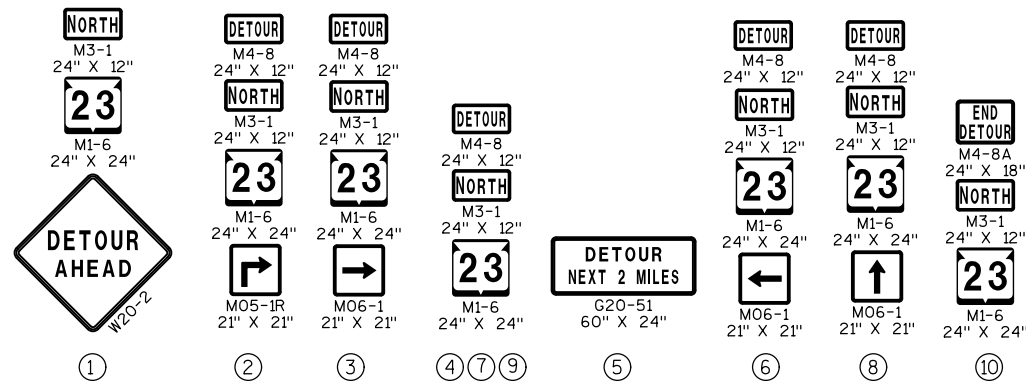 NORTH
M3-1
24" X 12"
23
M1-6
24" X 24"
DETOUR
AHEAD
W20-2
1
DETOUR
M4-8
24" X 12"
NORTH
M3-1
24" X 12"
23
M1-6
24" X 24"
M05-1R
21" X 21"
2
DETOUR
M4-8
24" X 12"
NORTH
M3-1
24" X 12"
23
M1-6
24" X 24"
M06-1
21" X 21"
3
DETOUR
M4-8
24" X 12"
NORTH
M3-1
24" X 12"
23
M1-6
24" X 24"
4 7 9
DETOUR
NEXT 2 MILES
G20-51
60" X 24"
5
DETOUR
M4-8
24" X 12"
NORTH
M3-1
24" X 12"
23
M1-6
24" X 24"
M06-1
21" X 21"
6
DETOUR
M4-8
24" X 12"
NORTH
M3-1
24" X 12"
23
M1-6
24" X 24"
M06-1
21" X 21"
8
END
DETOUR
M4-8A
24" X 18"
NORTH
M3-1
24" X 12"
23
M1-6
24" X 24"
10